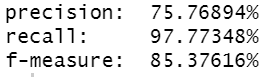 precision:  75.76894%
recall:     97.77348%
f-measure:  85.37616%